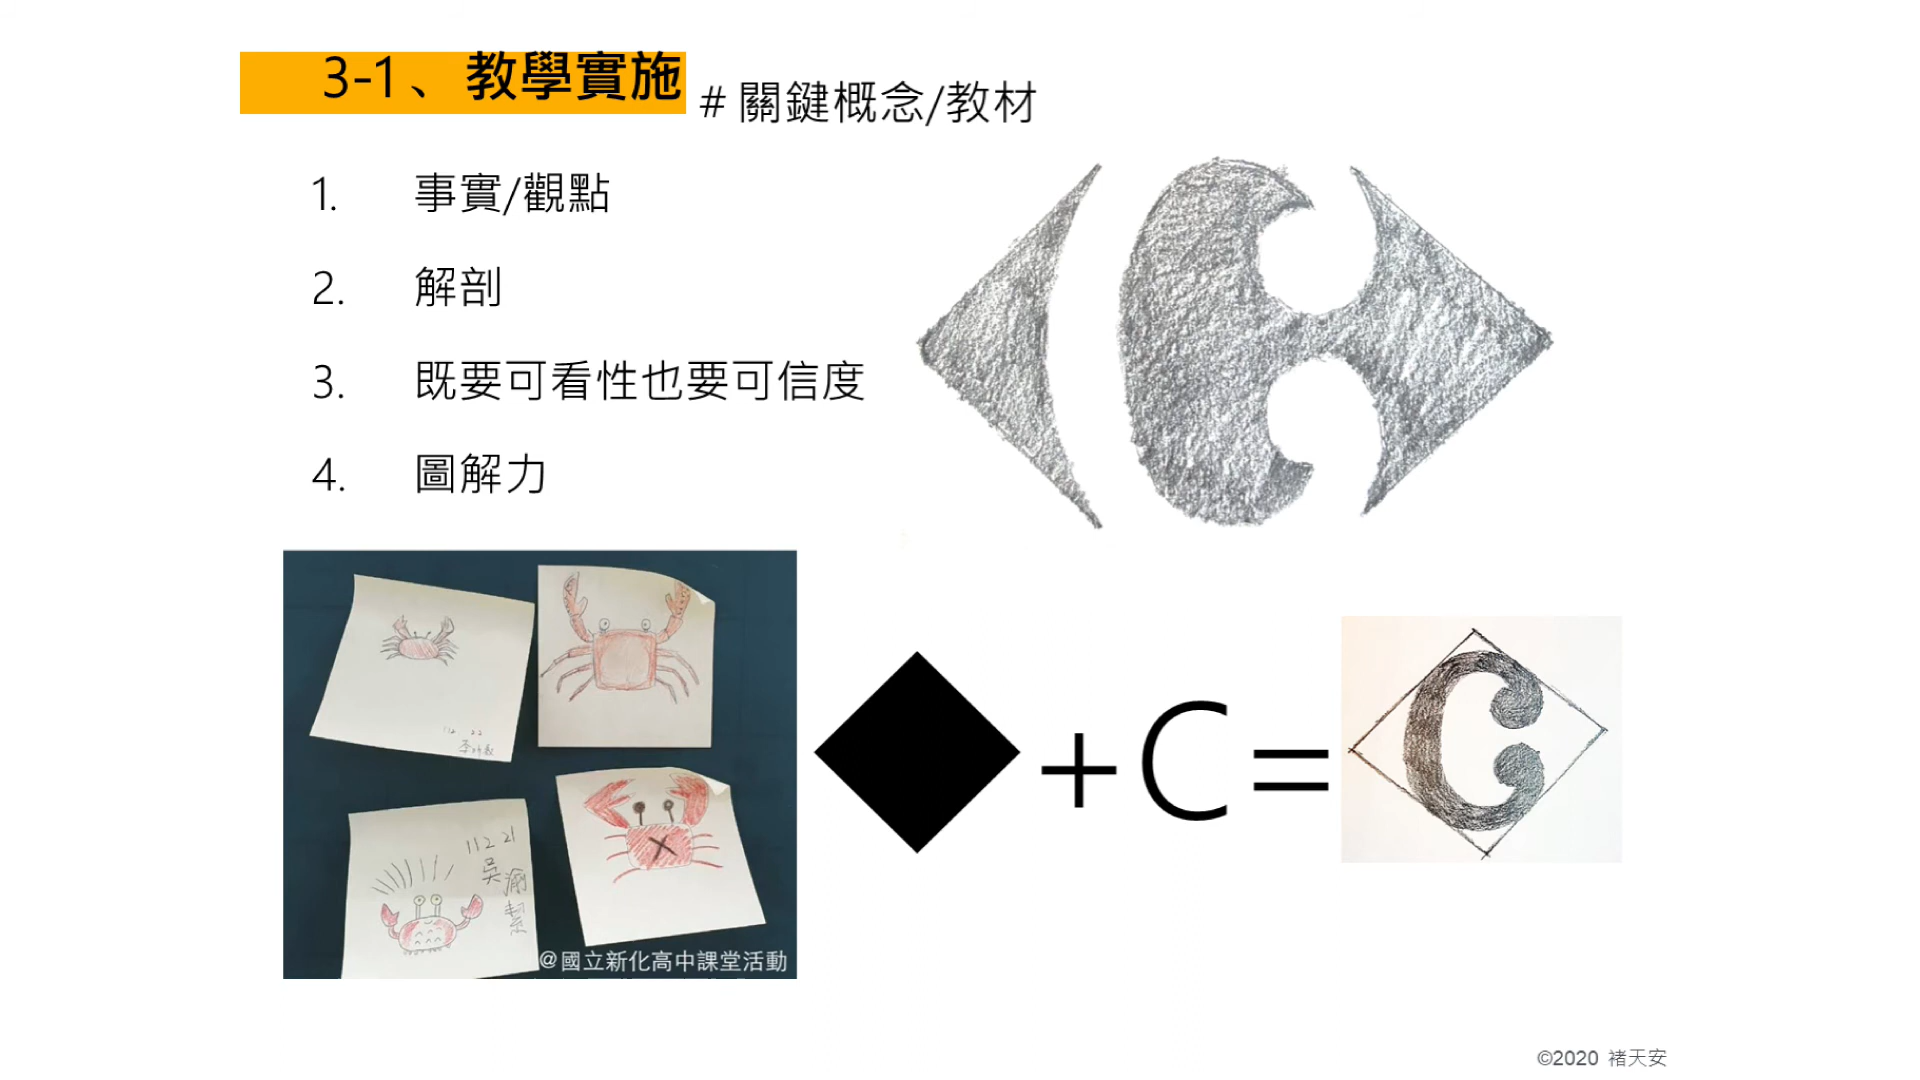 3-1、教學實施
#關鍵概念/教材
1. 事實/觀點
2. 解剖
3. 既要可看性也要可信度
4. 圖解力
112 21
吳
@國立新化高中課堂活動
+C=
©2020 褚天安